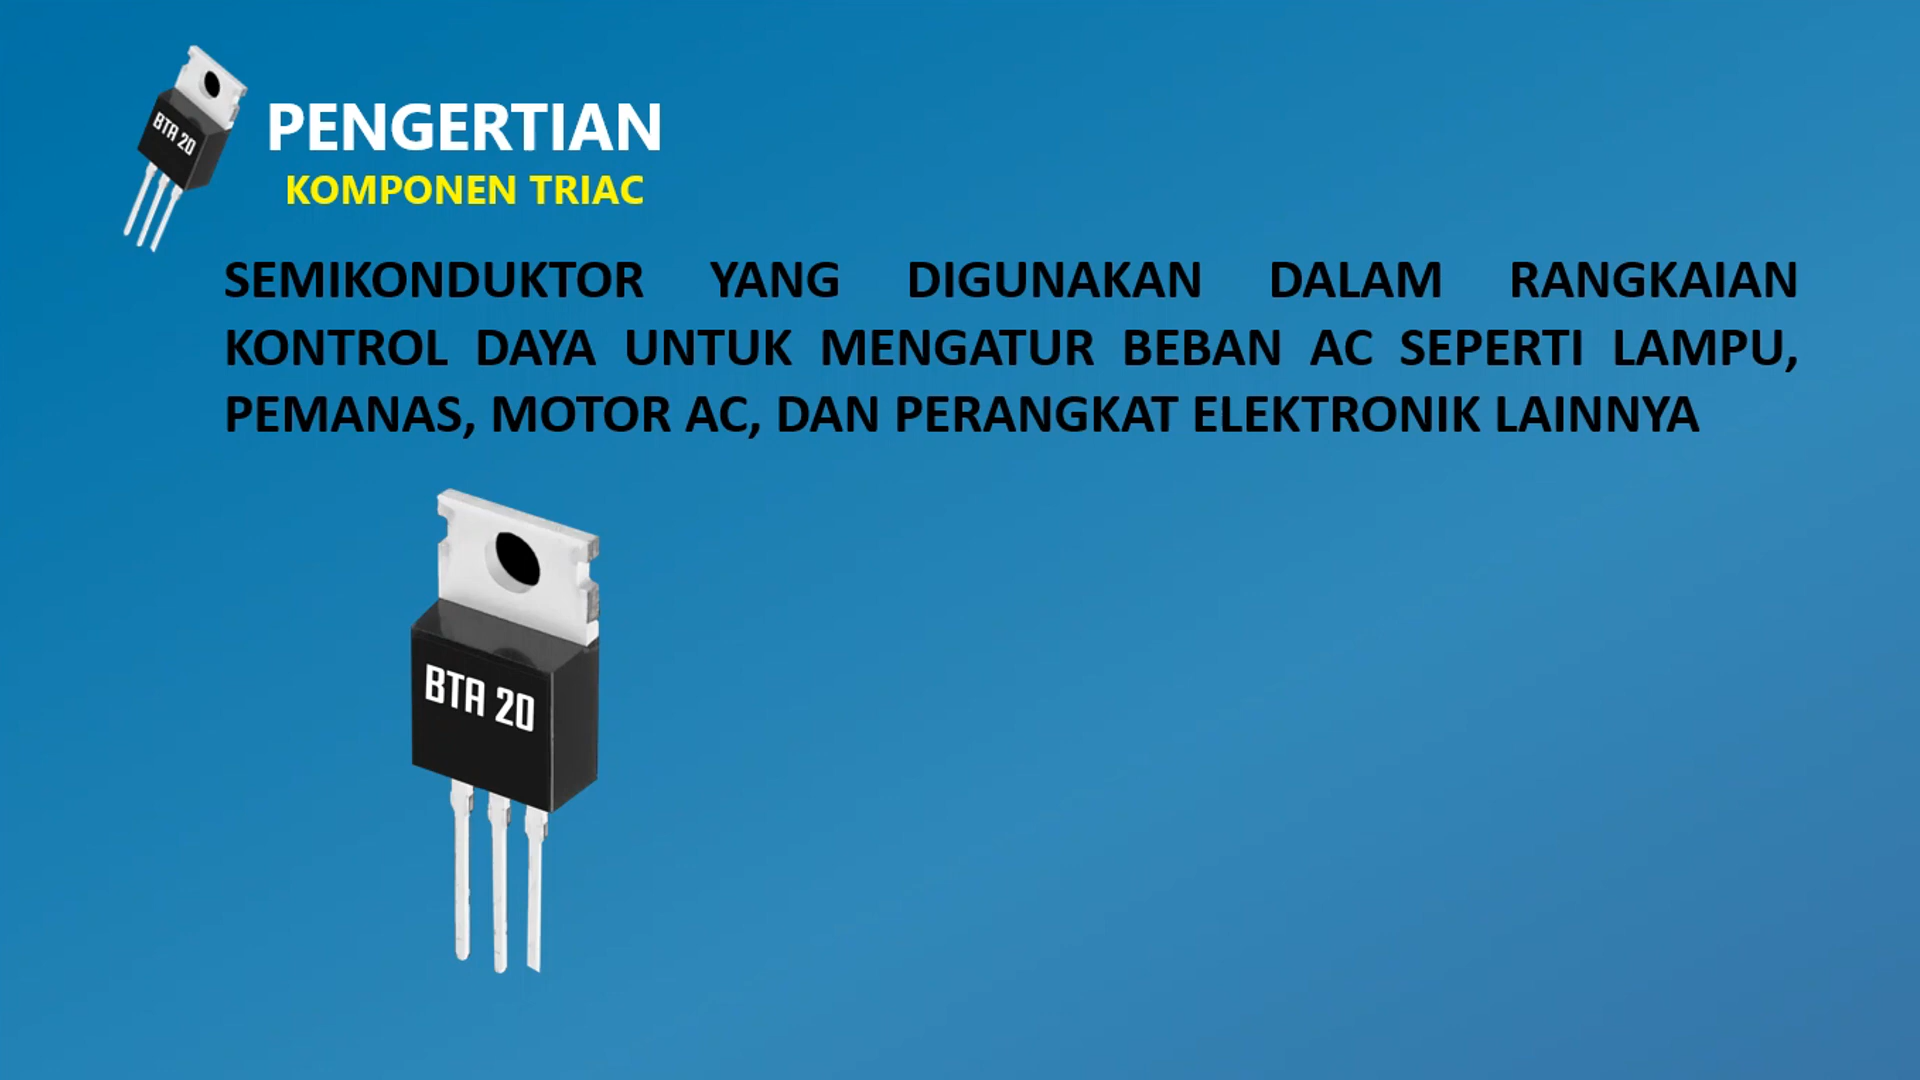 BTA 20
PENGERTIAN
KOMPONEN TRIAC
SEMIKONDUKTOR YANG DIGUNAKAN DALAM RANGKAIAN
KONTROL DAYA UNTUK MENGATUR BEBAN AC SEPERTI LAMPU,
PEMANAS, MOTOR AC, DAN PERANGKAT ELEKTRONIK LAINNYA
BTA 20